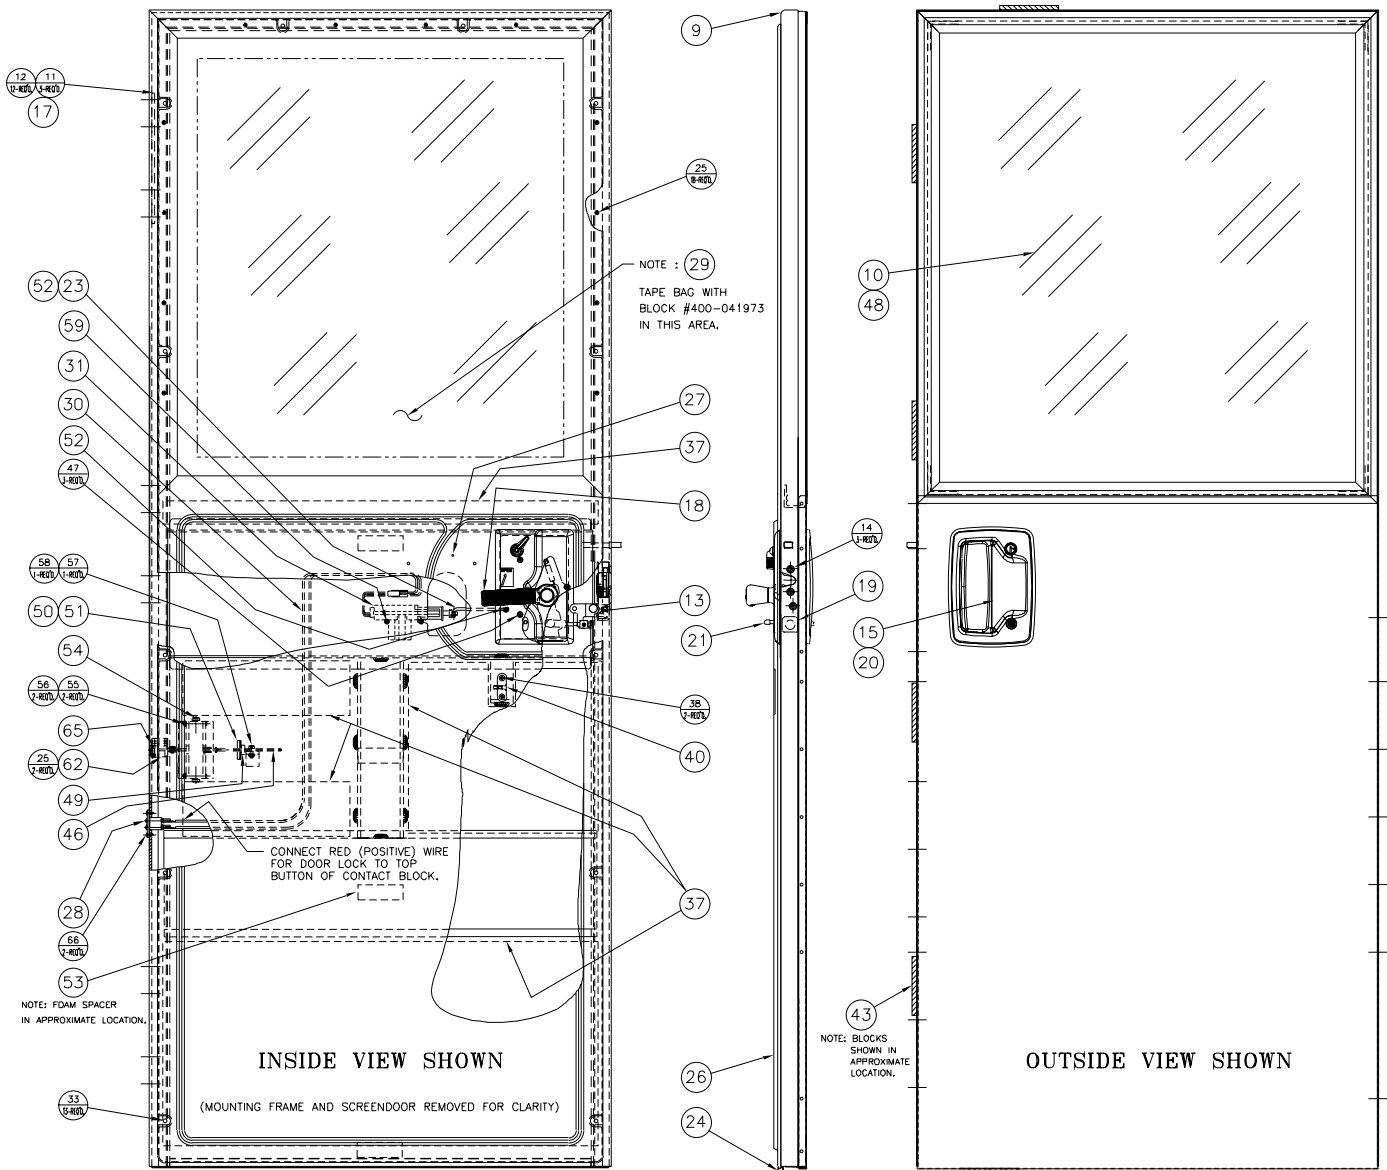 12
12-REQ'D.
11
3-REQ'D.
17
52
23
59
31
30
52
47
3-REQ'D.
58
1-REQ'D.
57
1-REQ'D.
50
51
54
56
2-REQ'D.
55
2-REQ'D.
65
25
2-REQ'D.
62
49
46
28
66
2-REQ'D.
53
NOTE: FOAM SPACER
IN APPROXIMATE LOCATION.
33
13-REQ'D.
CONNECT RED (POSITIVE) WIRE
FOR DOOR LOCK TO TOP
BUTTON OF CONTACT BLOCK.
INSIDE VIEW SHOWN
(MOUNTING FRAME AND SCREENDOOR REMOVED FOR CLARITY)
9
25
18-REQ'D.
NOTE : 29
TAPE BAG WITH
BLOCK #400-041973
IN THIS AREA.
27
37
18
13
21
38
2-REQ'D.
40
37
26
24
10
48
14
3-REQ'D.
19
15
20
43
NOTE: BLOCKS
SHOWN IN
APPROXIMATE
LOCATION.
OUTSIDE VIEW SHOWN